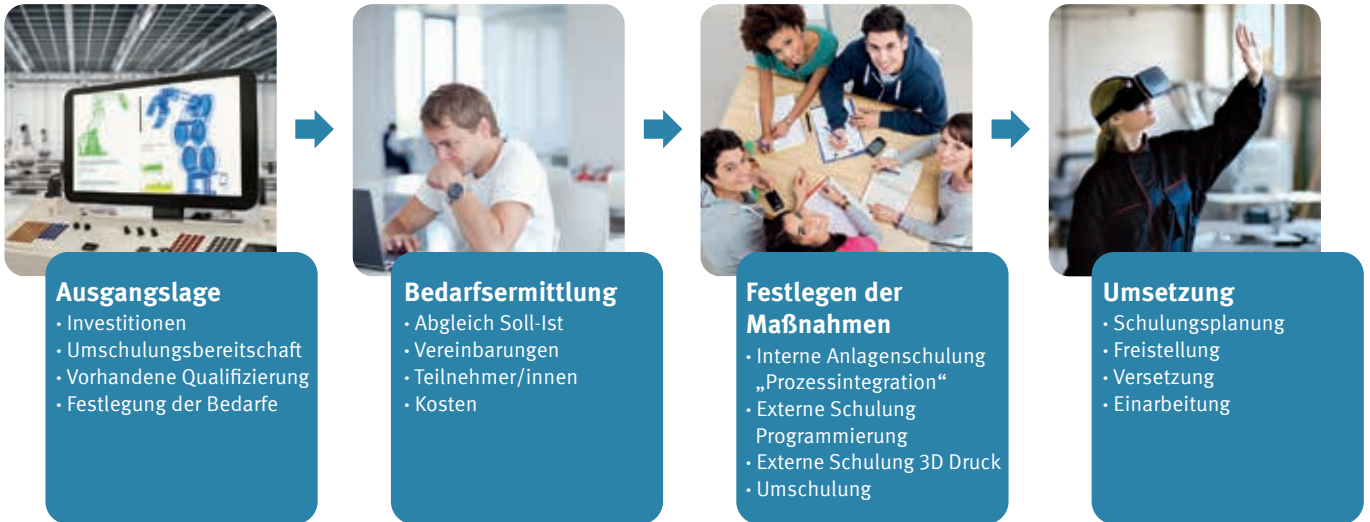 Ausgangslage
· Investitionen
· Umschulungsbereitschaft
· Vorhandene Qualifizierung
· Festlegung der Bedarfe
Bedarfsermittlung
· Abgleich Soll-Ist
· Vereinbarungen
· Teilnehmer/innen
· Kosten
Festlegen der
Maßnahmen
· Interne Anlagenschulung
„Prozessintegration“
· Externe Schulung
Programmierung
· Externe Schulung 3D Druck
· Umschulung
Umsetzung
· Schulungsplanung
· Freistellung
· Versetzung
· Einarbeitung